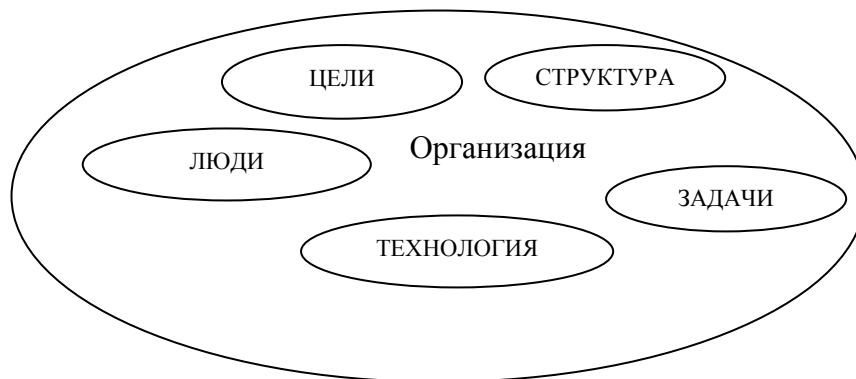 ЦЕЛИ
СТРУКТУРА
ЛЮДИ
Организация
ЗАДАЧИ
ТЕХНОЛОГИЯ